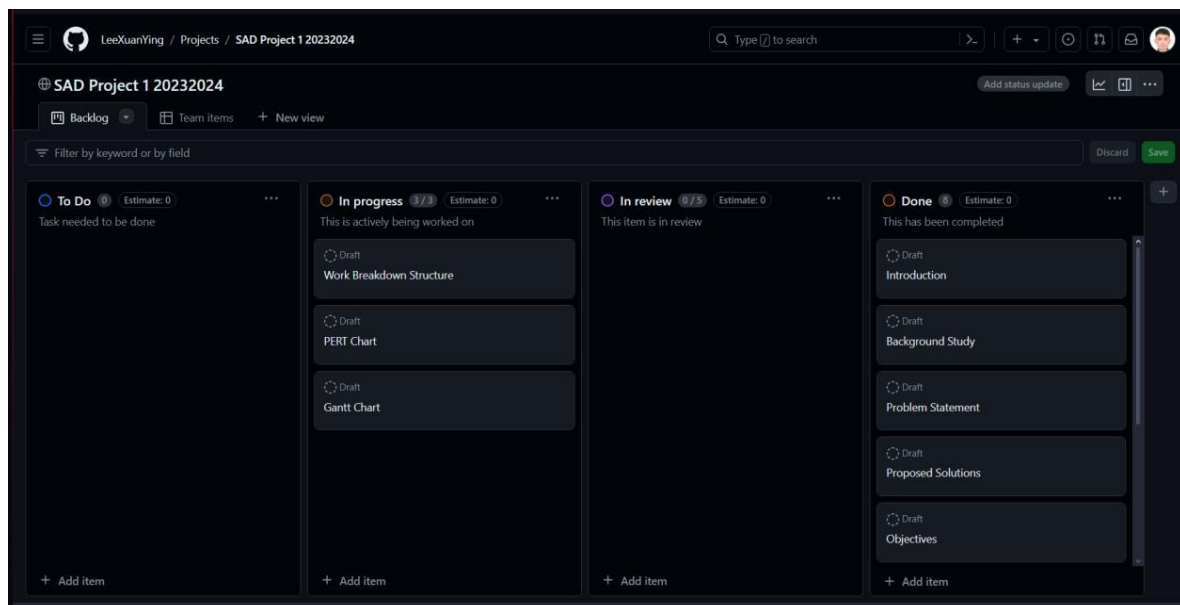 LeeXuanYing / Projects / SAD Project 1 20232024
Type / to search
SAD Project 1 20232024
Add status update
Backlog
Team items
+ New view
Filter by keyword or by field
Discard
Save
To Do 0 Estimate: 0
Task needed to be done
+ Add item
In progress 3 / 3 Estimate: 0
This is actively being worked on
Draft
Work Breakdown Structure
Draft
PERT Chart
Draft
Gantt Chart
+ Add item
In review 0 / 5 Estimate: 0
This item is in review
+ Add item
Done 8 Estimate: 0
This has been completed
Draft
Introduction
Draft
Background Study
Draft
Problem Statement
Draft
Proposed Solutions
Draft
Objectives
+ Add item